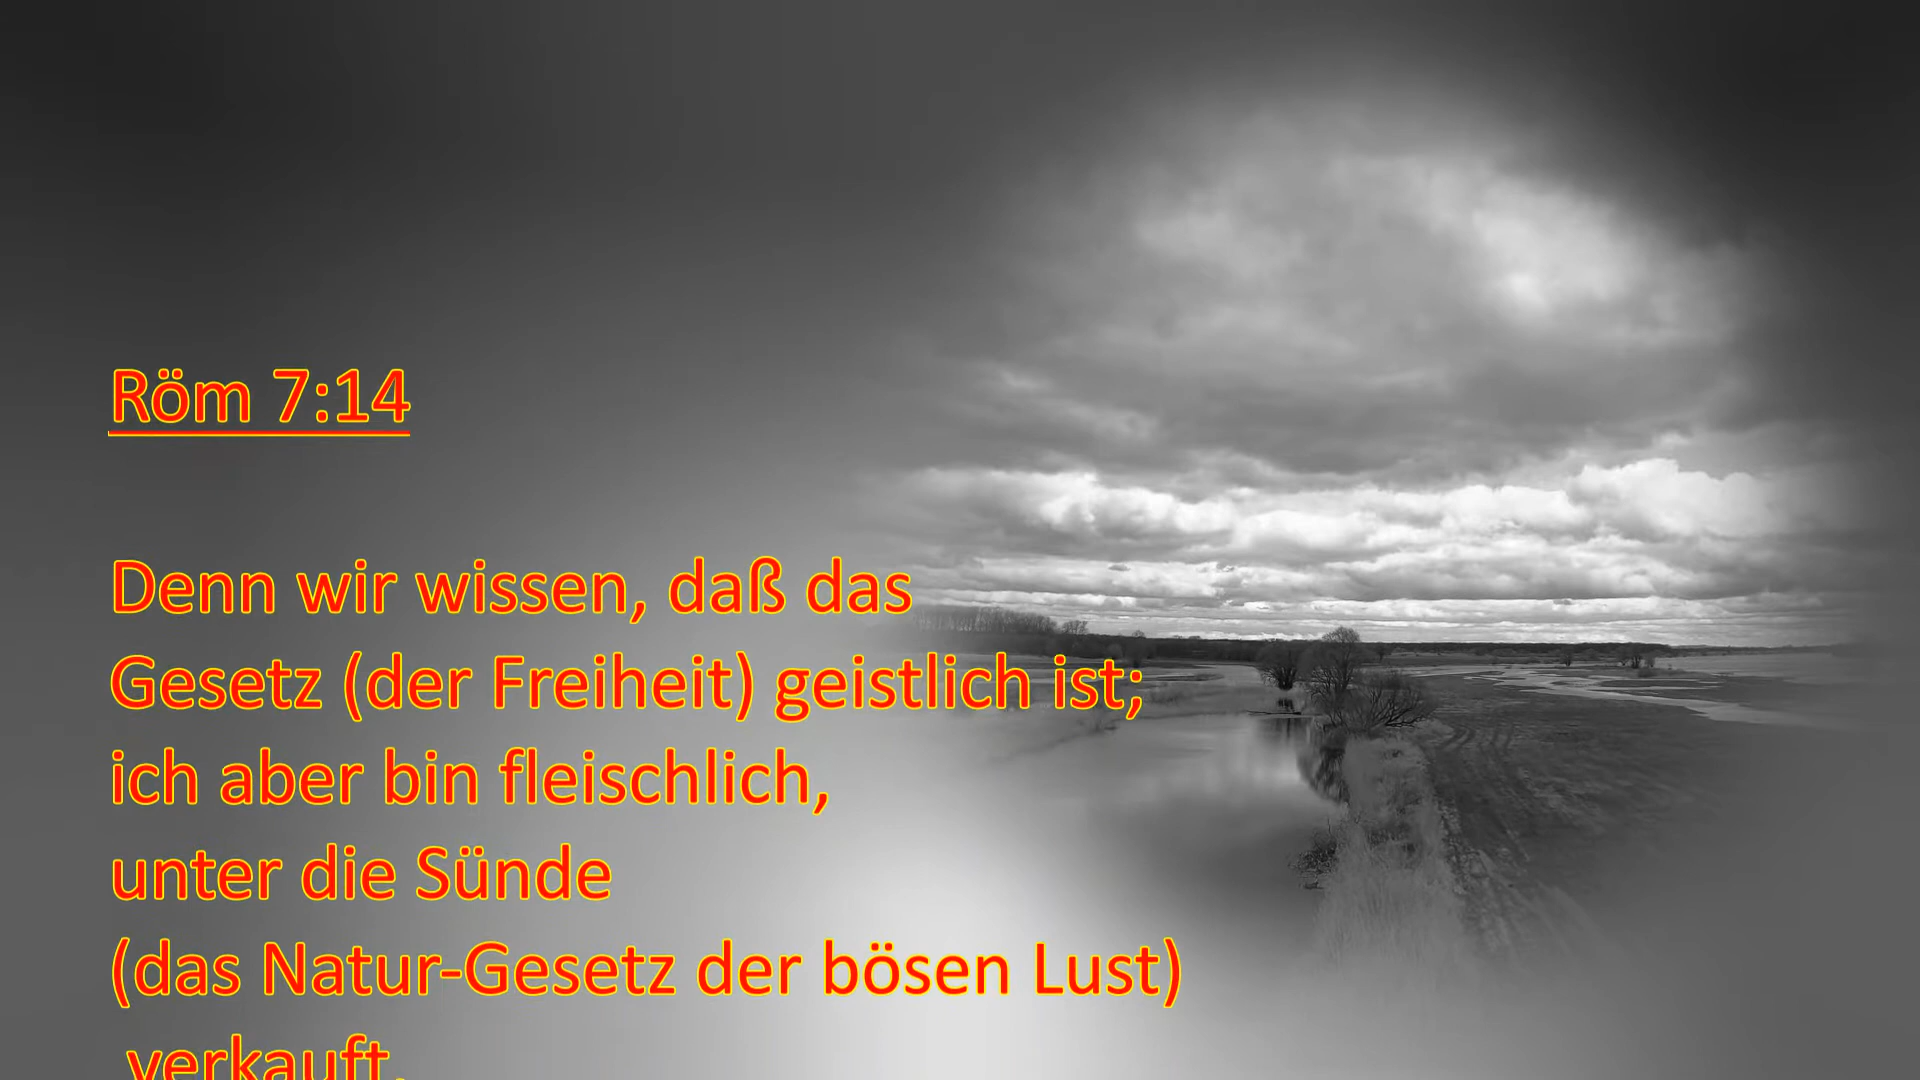 Röm 7:14
Denn wir wissen, daß das
Gesetz (der Freiheit) geistlich ist;
ich aber bin fleischlich,
unter die Sünde
(das Natur-Gesetz der bösen Lust)
verkauft.